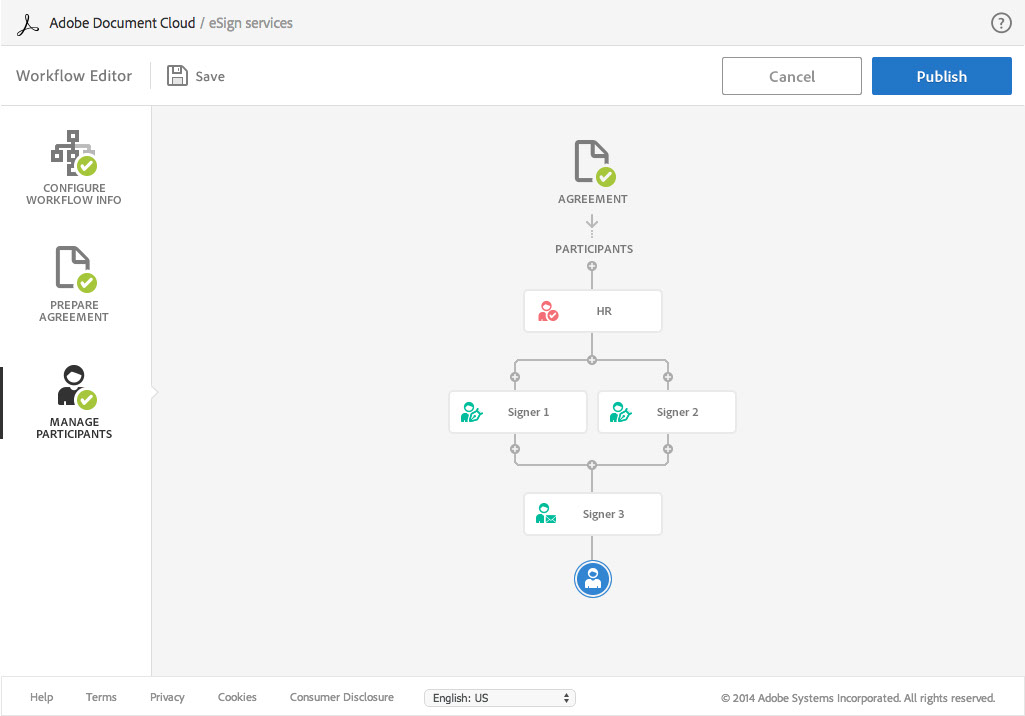 Adobe Document Cloud / eSign services
?
Workflow Editor
Save
Cancel
Publish
CONFIGURE
WORKFLOW INFO
PREPARE
AGREEMENT
MANAGE
PARTICIPANTS
AGREEMENT
PARTICIPANTS
HR
Signer 1
Signer 2
Signer 3
Help
Terms
Privacy
Cookies
Consumer Disclosure
English: US
© 2014 Adobe Systems Incorporated. All rights reserved.